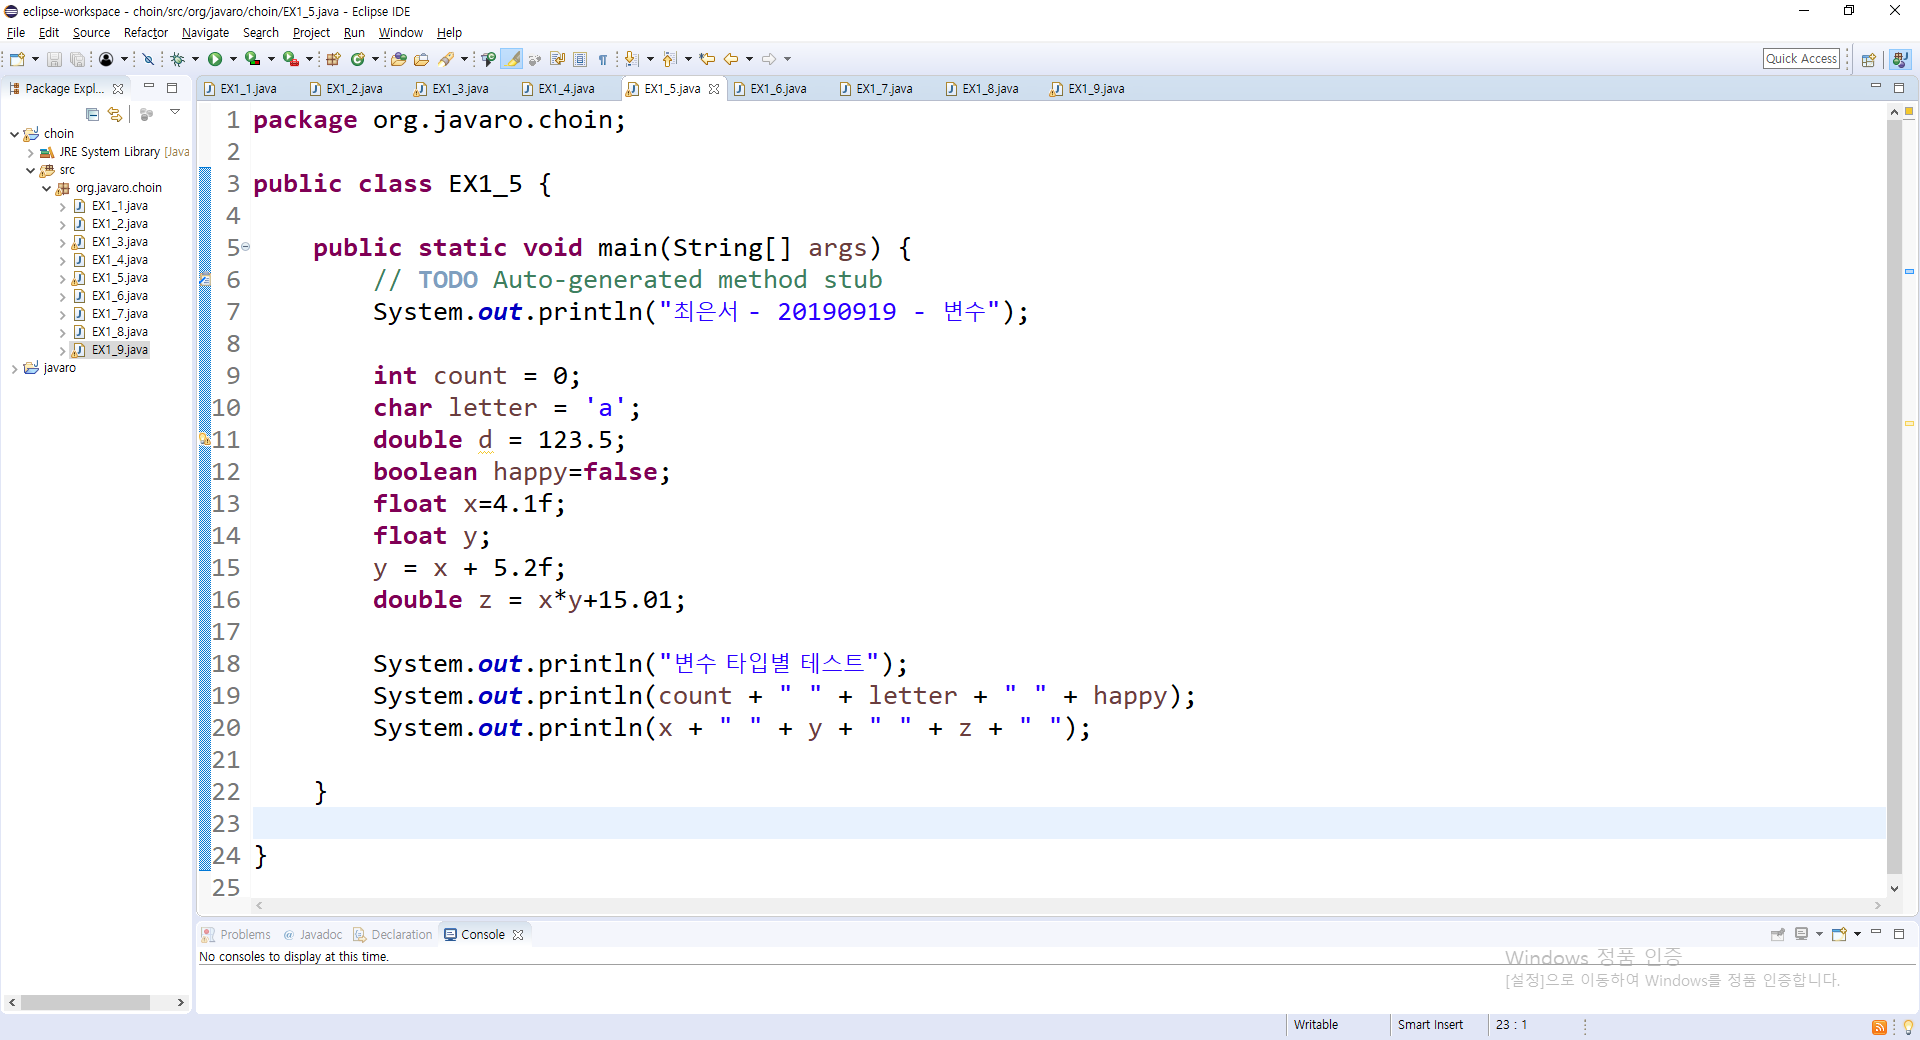 eclipse-workspace - choin/src/org/javaro/choin/EX1_5.java - Eclipse IDE
File Edit Source Refactor Navigate Search Project Run Window Help
Quick Access
Package Expl...
EX1_1.java EX1_2.java EX1_3.java EX1_4.java EX1_5.java EX1_6.java EX1_7.java EX1_8.java EX1_9.java
choin
JRE System Library [Java
src
org.javaro.choin
EX1_1.java
EX1_2.java
EX1_3.java
EX1_4.java
EX1_5.java
EX1_6.java
EX1_7.java
EX1_8.java
EX1_9.java
javaro
1 package org.javaro.choin;
2
3 public class EX1_5 {
4
5 public static void main(String[] args) {
6 // TODO Auto-generated method stub
7 System.out.println("최은서 - 20190919 - 변수");
8
9 int count = 0;
10 char letter = 'a';
11 double d = 123.5;
12 boolean happy=false;
13 float x=4.1f;
14 float y;
15 y = x + 5.2f;
16 double z = x*y+15.01;
17
18 System.out.println("변수 타입별 테스트");
19 System.out.println(count + " " + letter + " " + happy);
20 System.out.println(x + " " + y + " " + z + " ");
21
22 }
23
24 }
25
Problems @ Javadoc Declaration Console
No consoles to display at this time.
Windows 정품 인증
[설정]으로 이동하여 Windows를 정품 인증합니다.
Writable Smart Insert 23 : 1